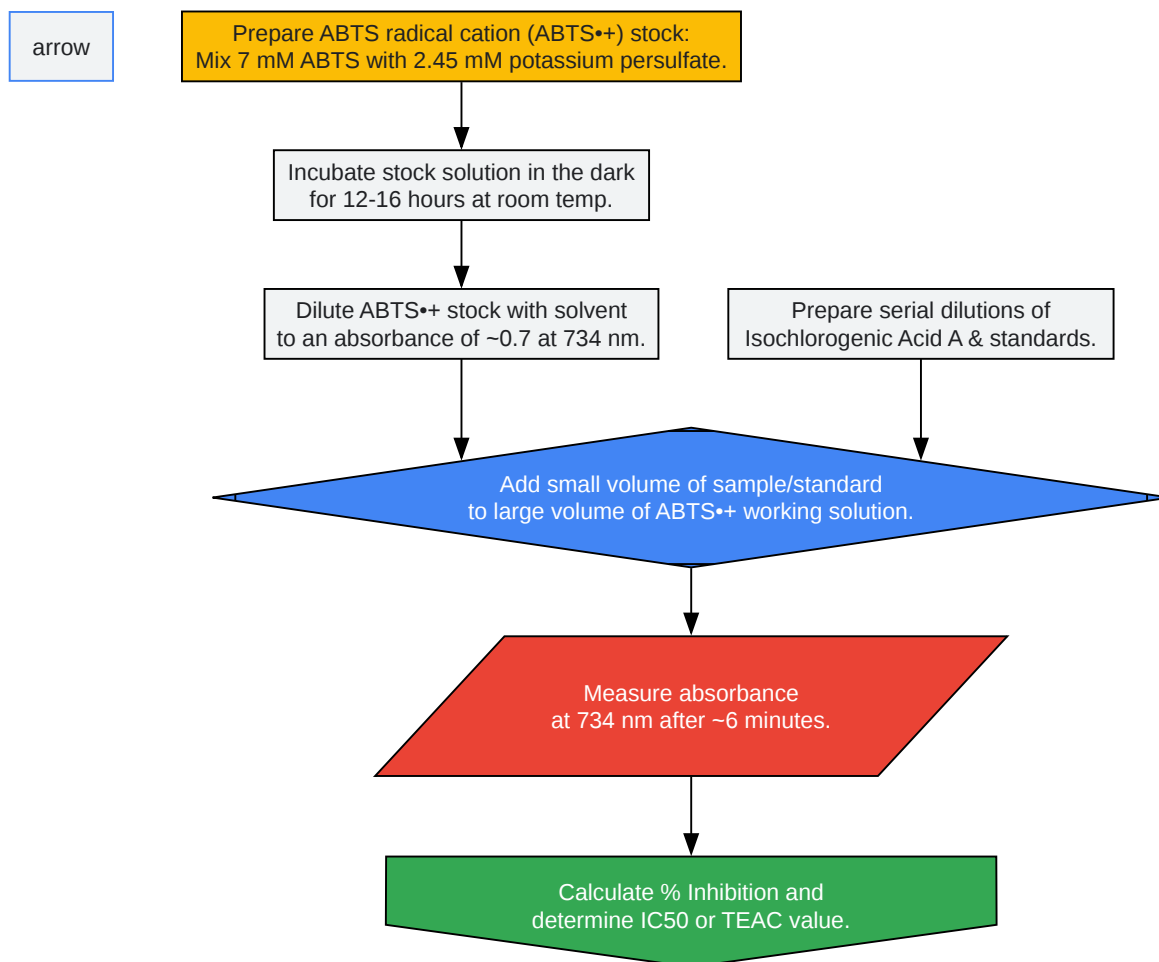 arrow
Prepare ABTS radical cation (ABTS•+) stock:
Mix 7 mM ABTS with 2.45 mM potassium persulfate.
Incubate stock solution in the dark
for 12-16 hours at room temp.
Dilute ABTS•+ stock with solvent
to an absorbance of ~0.7 at 734 nm.
Prepare serial dilutions of
Isochlorogenic Acid A & standards.
Add small volume of sample/standard
to large volume of ABTS•+ working solution.
Measure absorbance
at 734 nm after ~6 minutes.
Calculate % Inhibition and
determine IC50 or TEAC value.